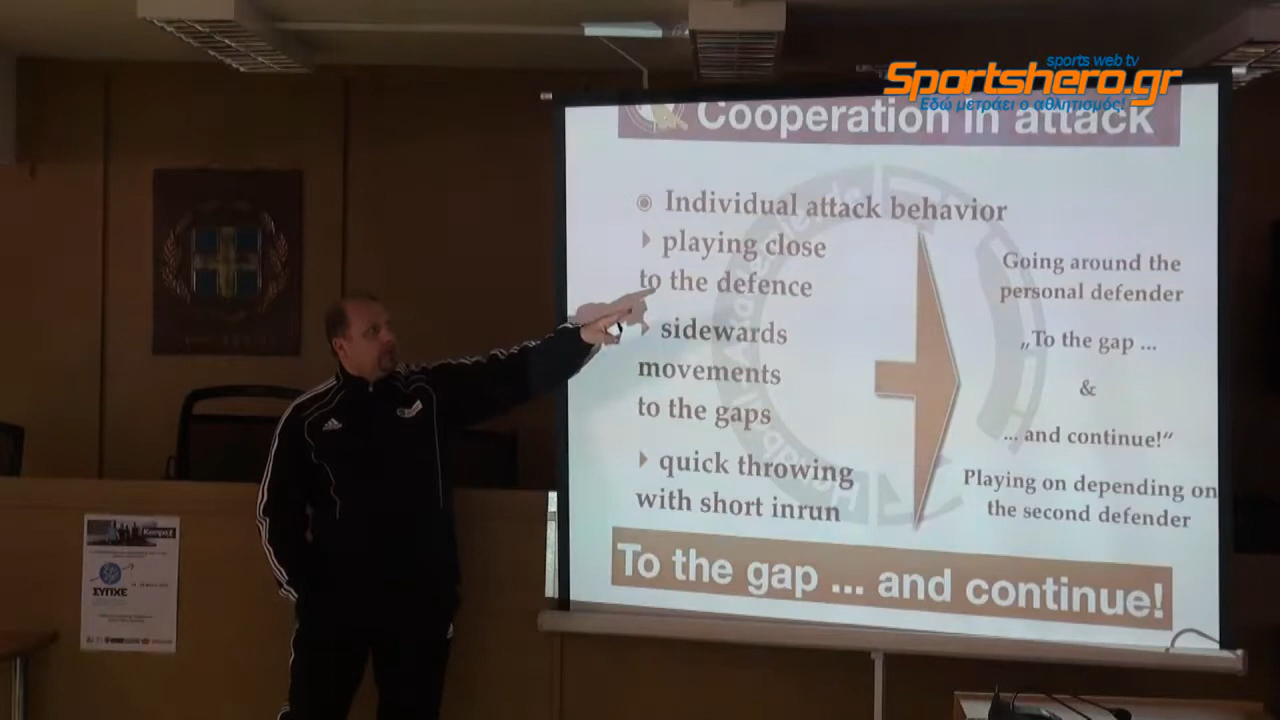 sports web tv
Sportshero.gr
Εδώ μετράει ο αθλητισμός!
Cooperation in attack
Individual attack behavior
playing close
to the defence
sidewards
movements
to the gaps
quick throwing
with short inrun
Going around the
personal defender
„To the gap ...
&
... and continue!“
Playing on depending on
the second defender
To the gap ... and continue!
Kempa
ΣΥΠΧΕ